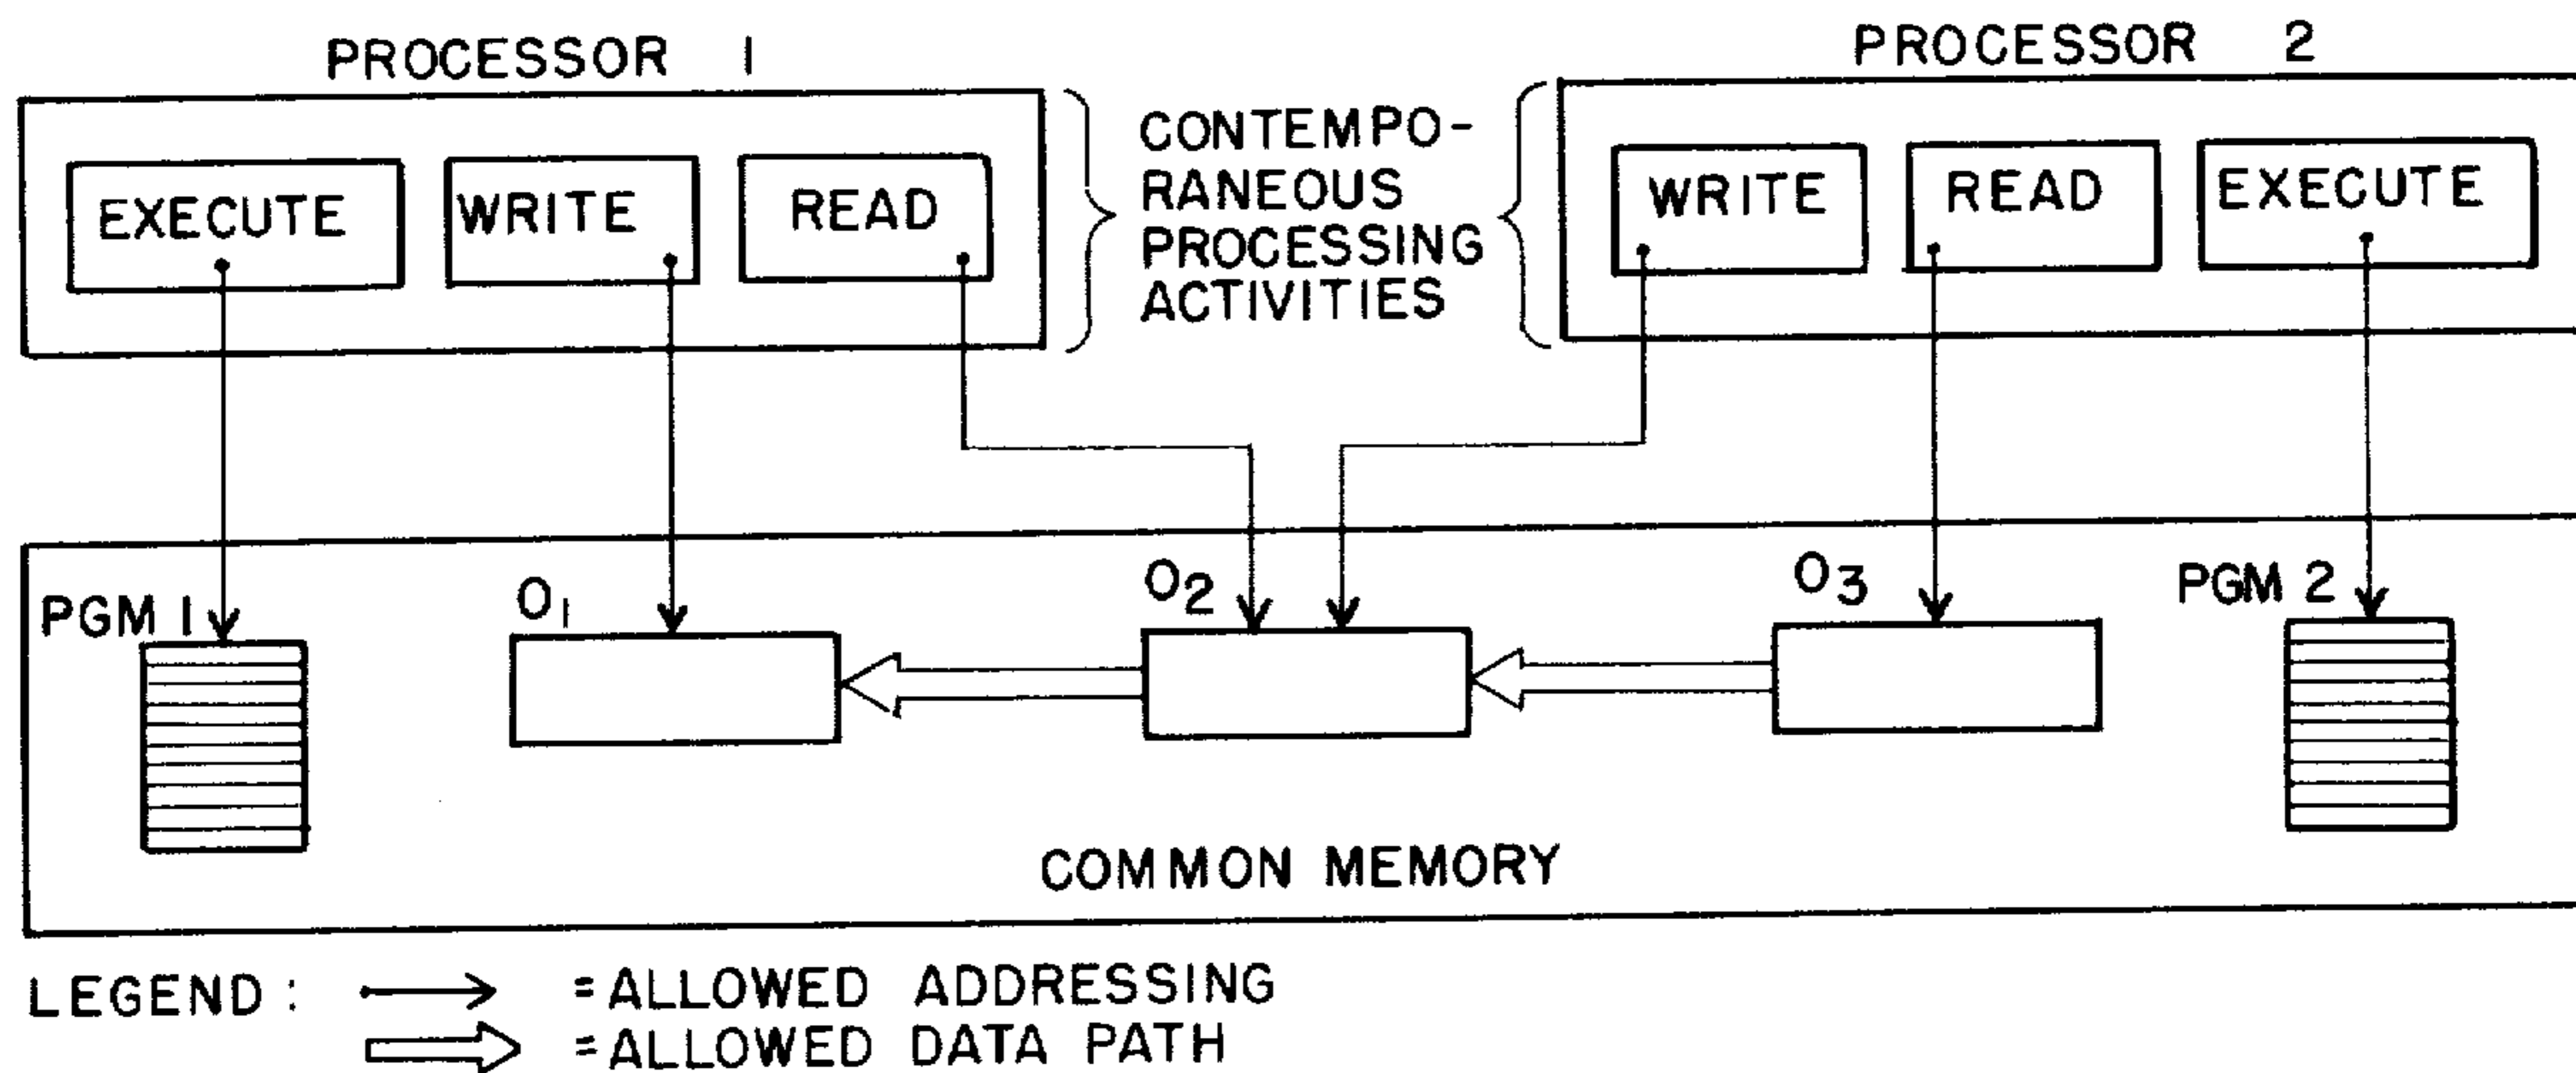 PROCESSOR 1
PROCESSOR 2
EXECUTE
WRITE
READ
CONTEMPO-
RANEOUS
PROCESSING
ACTIVITIES
WRITE
READ
EXECUTE
PGM 1
O1
O2
O3
PGM 2
COMMON MEMORY
LEGEND:
=ALLOWED ADDRESSING
=ALLOWED DATA PATH